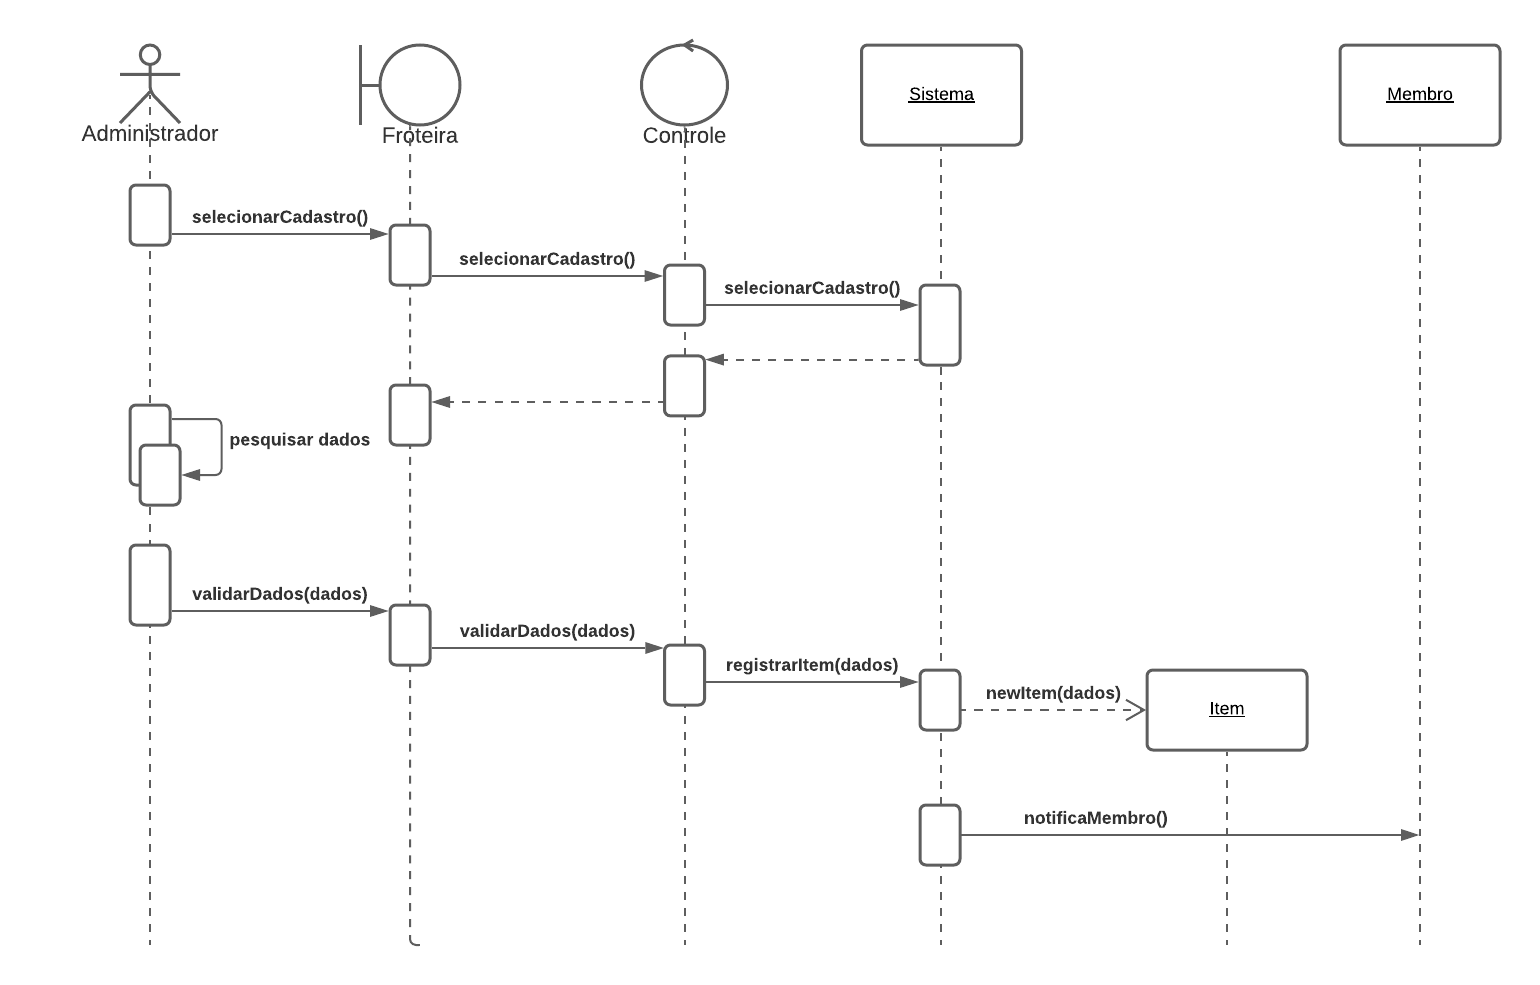 Administrador
Froteira
Controle
Sistema
Membro
selecionarCadastro()
selecionarCadastro()
selecionarCadastro()
pesquisar dados
validarDados(dados)
validarDados(dados)
registrarItem(dados)
newItem(dados)
Item
notificaMembro()